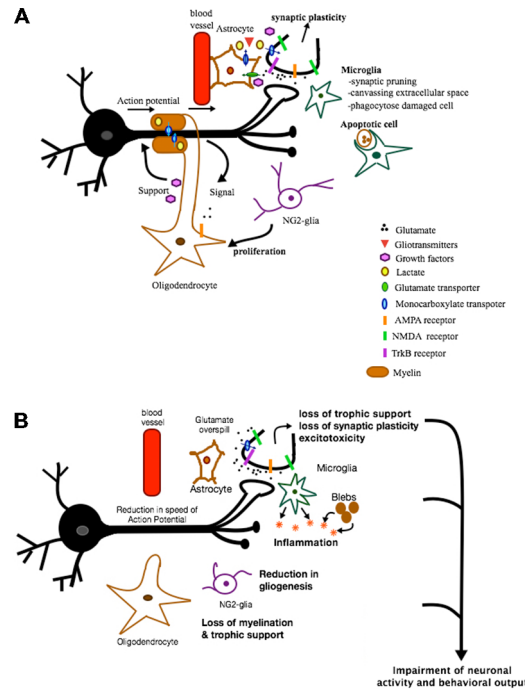 A
blood
vessel
Astrocyte
synaptic plasticity
Microglia
-synaptic pruning
-canvassing extracellular space
-phagocytose damaged cell
Action potential
Apoptotic cell
Support
Signal
NG2-glia
proliferation
Oligodendrocyte
Glutamate
Gliotransmitters
Growth factors
Lactate
Glutamate transporter
Monocarboxylate transpoter
AMPA receptor
NMDA receptor
TrkB receptor
Myelin
B
blood
vessel
Glutamate
overspill
loss of trophic support
loss of synaptic plasticity
excitotoxicity
Microglia
Astrocyte
Blebs
Reduction in speed of
Action Potential
Inflammation
Reduction in
gliogenesis
NG2-glia
Loss of myelination
& trophic support
Oligodendrocyte
Impairment of neuronal
activity and behavioral output